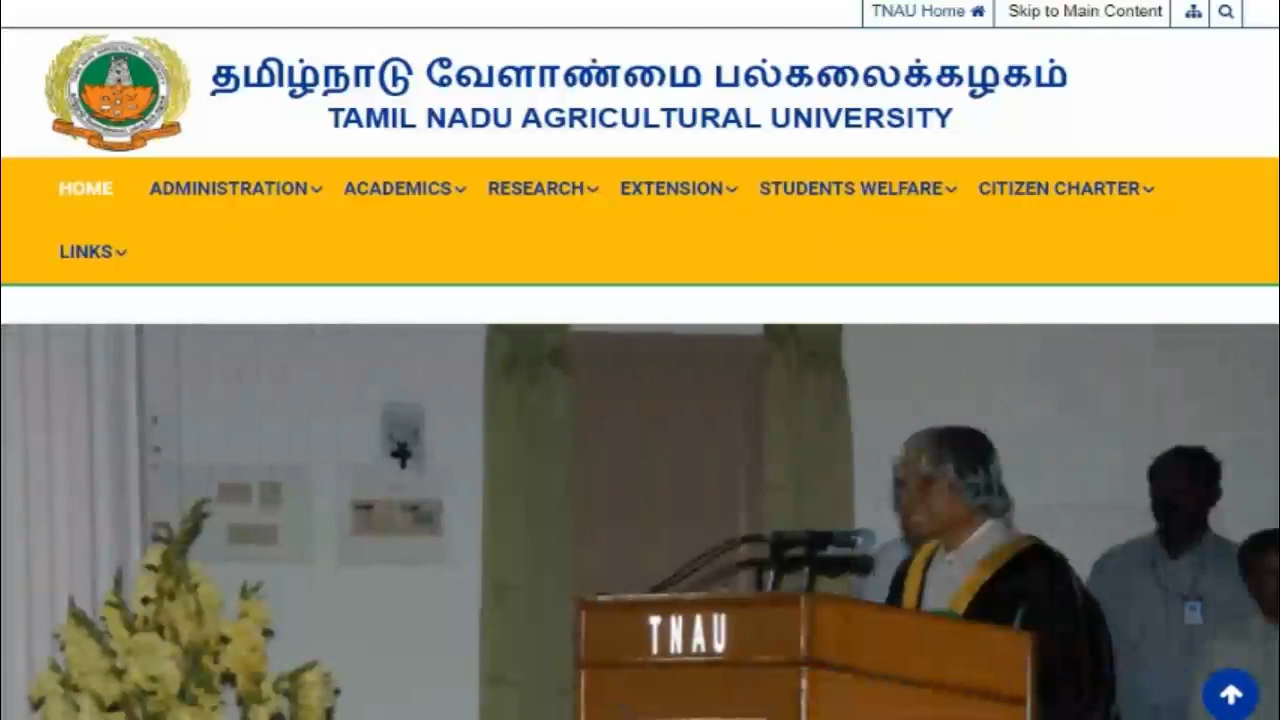 TNAU Home
Skip to Main Content
தமிழ்நாடு வேளாண்மை பல்கலைக்கழகம்
TAMIL NADU AGRICULTURAL UNIVERSITY
HOME ADMINISTRATION ACADEMICS RESEARCH EXTENSION STUDENTS WELFARE CITIZEN CHARTER
LINKS
TNAU